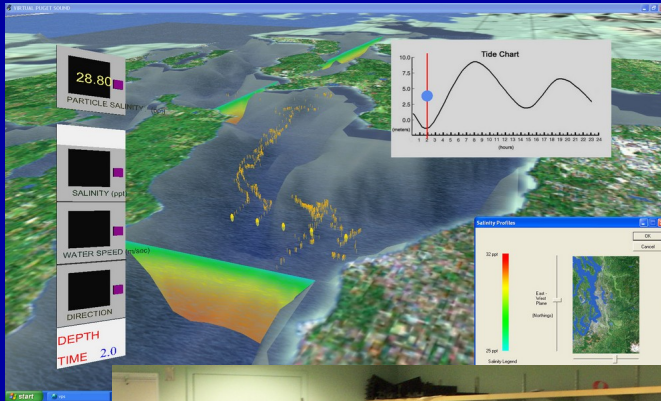 VIRTUAL PUGET SOUND
28.80
PARTICLE SALINITY
SALINITY (ppt)
WATER SPEED (m/sec)
DIRECTION
DEPTH
TIME 2.0
Tide Chart
10.0
7.5
5.0
2.5
0.0
(meters)
1 2 3 4 5 6 7 8 9 10 11 12 13 14 15 16 17 18 19 20 21 22 23 24
(hours)
Salinity Profiles
OK
Cancel
32 ppt
East -
West
Plane
(Northings)
25 ppt
Salinity Legend
start